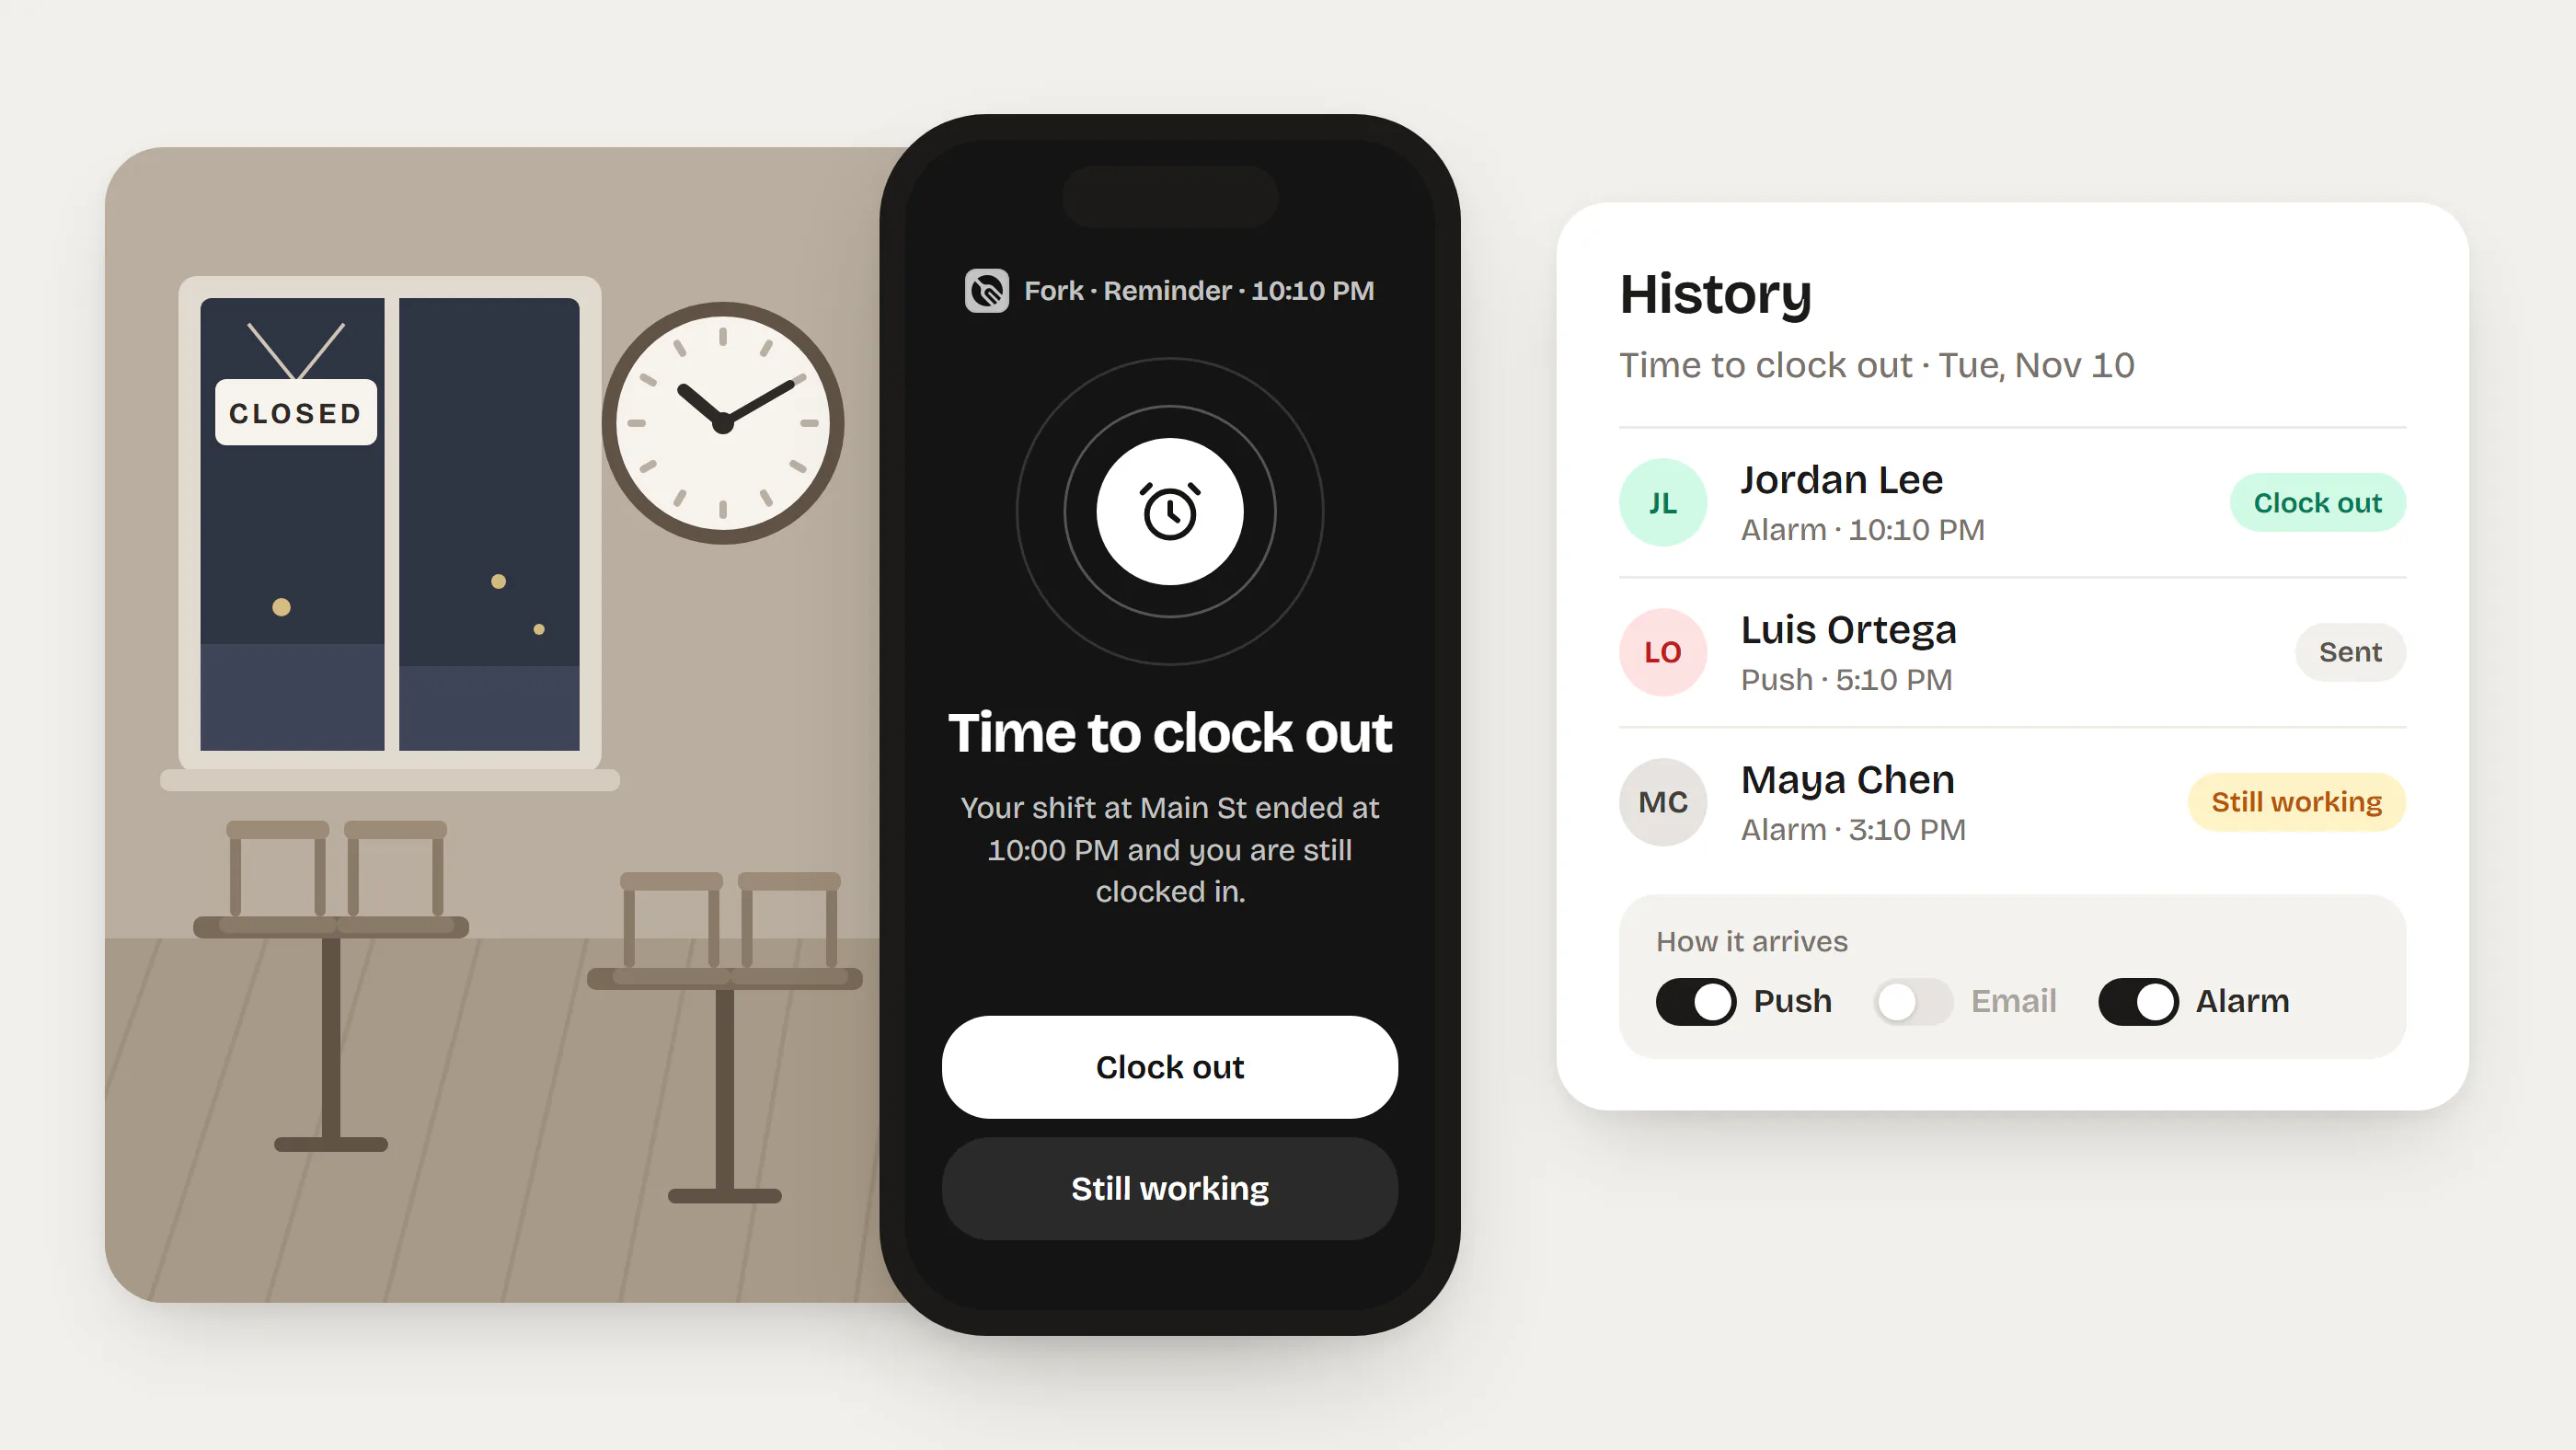 CLOSED
Fork · Reminder · 10:10 PM
Time to clock out
Your shift at Main St ended at
10:00 PM and you are still
clocked in.
Clock out
Still working
History
Time to clock out · Tue, Nov 10
JL
Jordan Lee
Alarm · 10:10 PM
Clock out
LO
Luis Ortega
Push · 5:10 PM
Sent
MC
Maya Chen
Alarm · 3:10 PM
Still working
How it arrives
Push
Email
Alarm